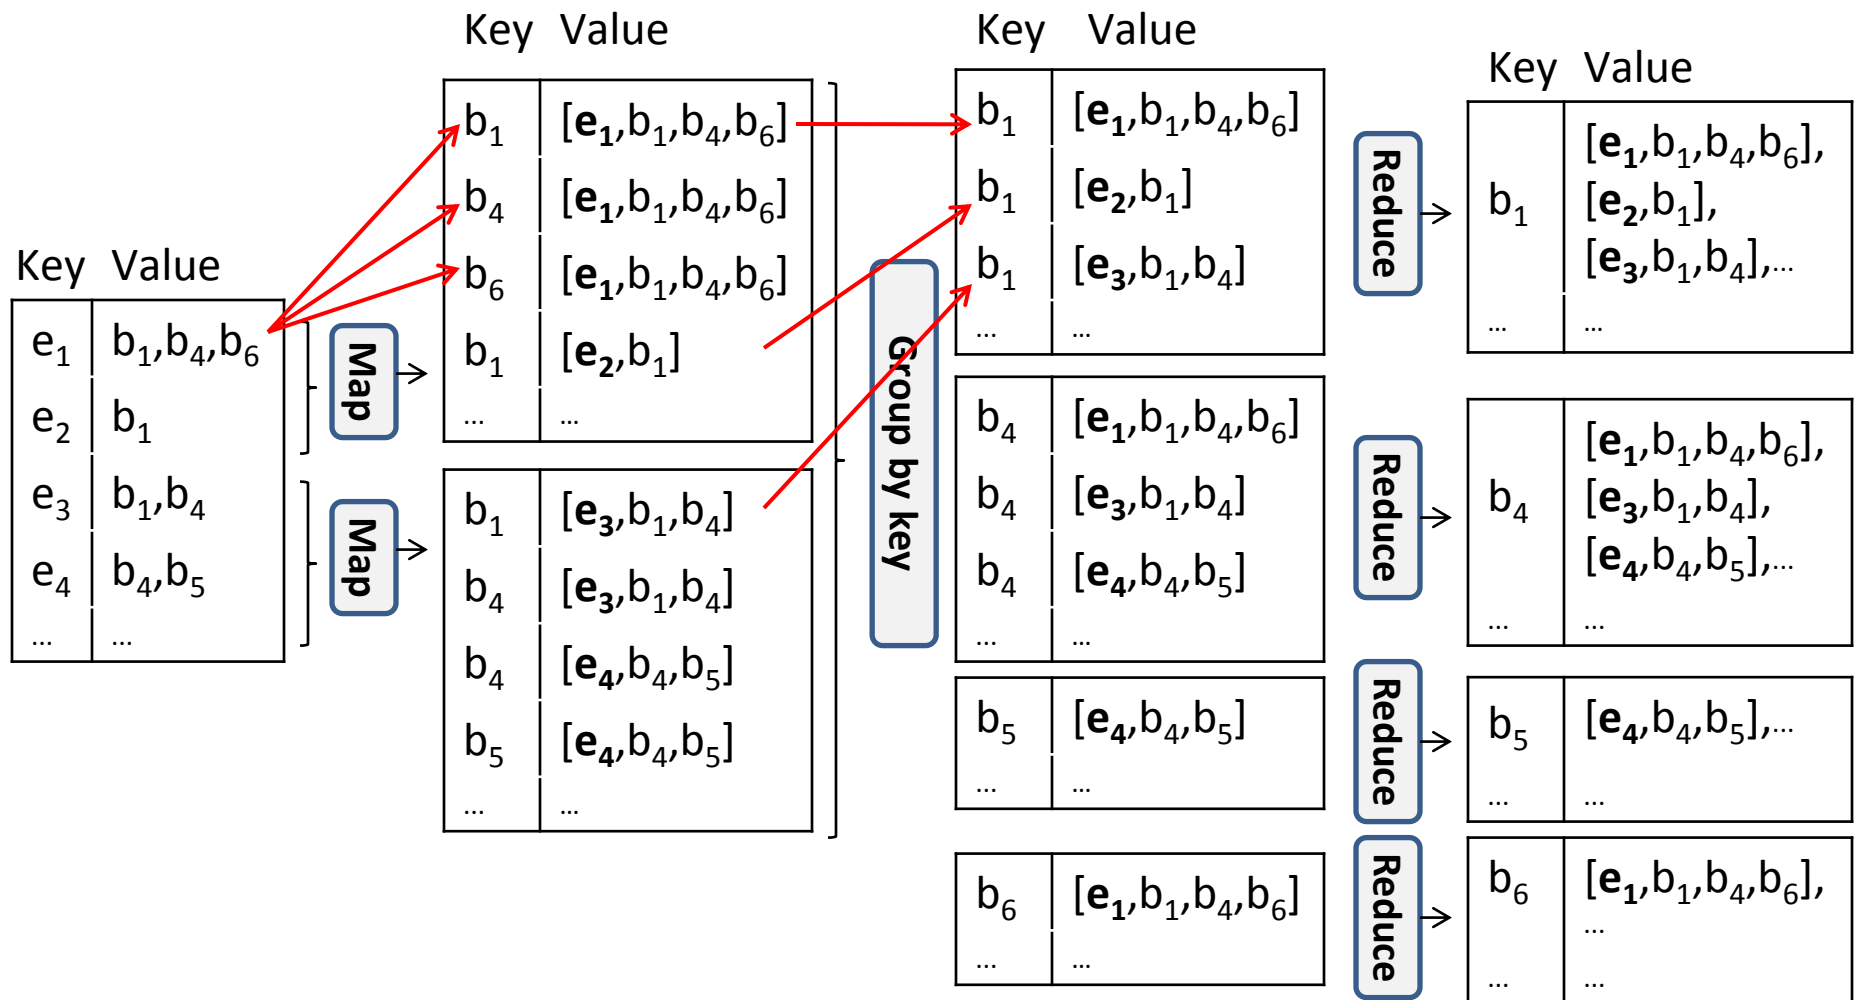 Key Value
e₁ b₁,b₄,b₆
e₂ b₁
e₃ b₁,b₄
e₄ b₄,b₅
... ...
Map
Map
Key Value
b₁ [e₁,b₁,b₄,b₆]
b₄ [e₁,b₁,b₄,b₆]
b₆ [e₁,b₁,b₄,b₆]
b₁ [e₂,b₁]
... ...
b₁ [e₃,b₁,b₄]
b₄ [e₃,b₁,b₄]
b₄ [e₄,b₄,b₅]
b₅ [e₄,b₄,b₅]
... ...
Group by key
Key Value
b₁ [e₁,b₁,b₄,b₆]
b₁ [e₂,b₁]
b₁ [e₃,b₁,b₄]
... ...
b₄ [e₁,b₁,b₄,b₆]
b₄ [e₃,b₁,b₄]
b₄ [e₄,b₄,b₅]
... ...
b₅ [e₄,b₄,b₅]
... ...
b₆ [e₁,b₁,b₄,b₆]
... ...
Reduce
Reduce
Reduce
Reduce
Key Value
[e₁,b₁,b₄,b₆],
b₁ [e₂,b₁],
[e₃,b₁,b₄],...
... ...
[e₁,b₁,b₄,b₆],
b₄ [e₃,b₁,b₄],
[e₄,b₄,b₅],...
... ...
b₅ [e₄,b₄,b₅],...
... ...
b₆ [e₁,b₁,b₄,b₆],
...
... ...